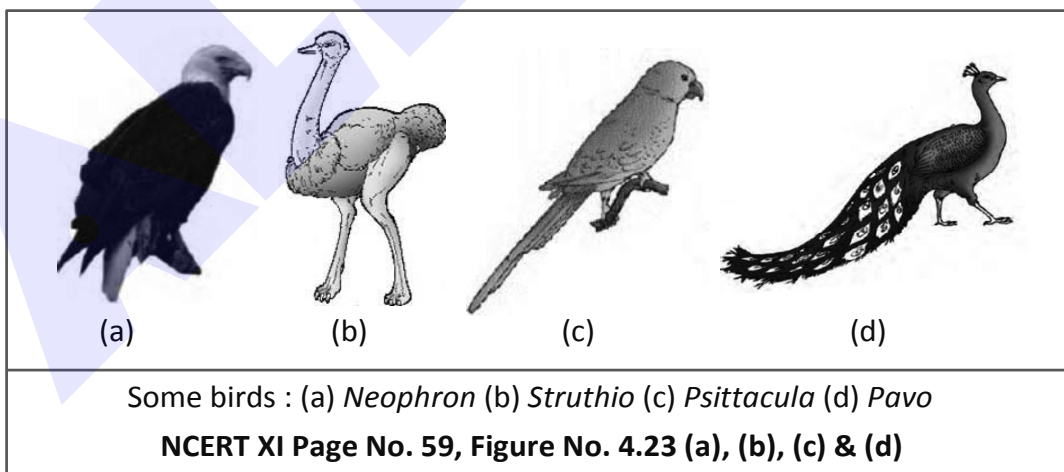 (a) (b) (c) (d)
Some birds : (a) Neophron (b) Struthio (c) Psittacula (d) Pavo
NCERT XI Page No. 59, Figure No. 4.23 (a), (b), (c) & (d)